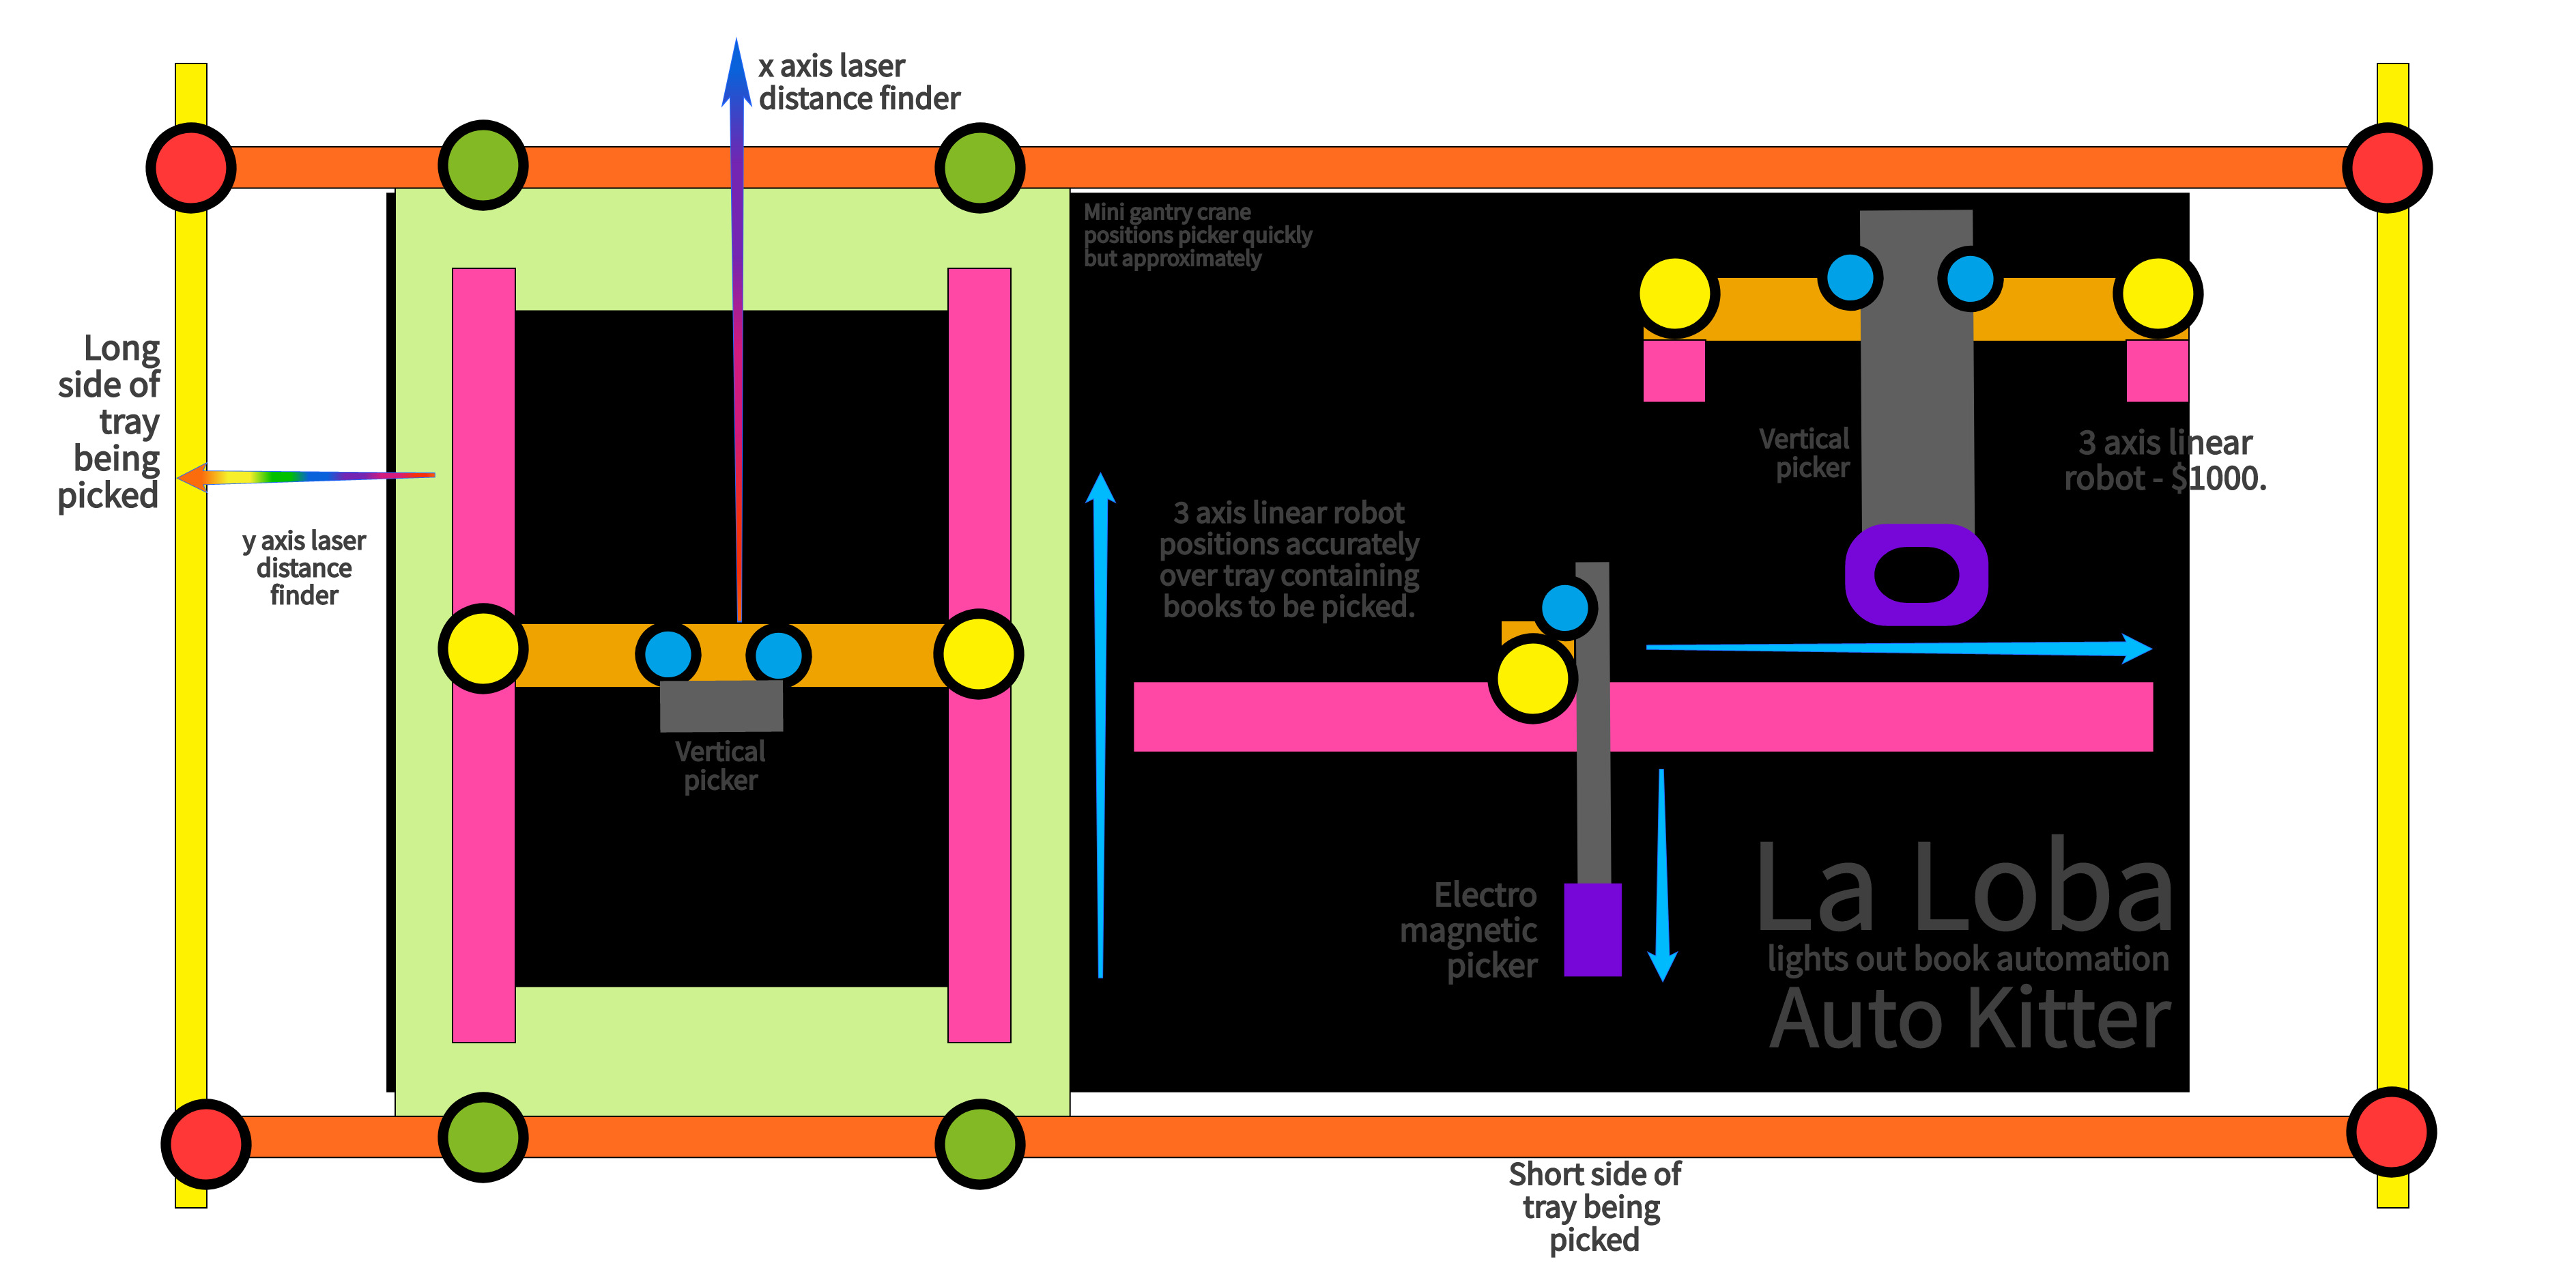 x axis laser
distance finder
Mini gantry crane
positions picker quickly
but approximately
Long
side of
tray
being
picked
y axis laser
distance
finder
Vertical
picker
3 axis linear robot
positions accurately
over tray containing
books to be picked.
Vertical
picker
3 axis linear
robot - $1000.
Electro
magnetic
picker
La Loba
lights out book automation
Auto Kitter
Short side of
tray being
picked